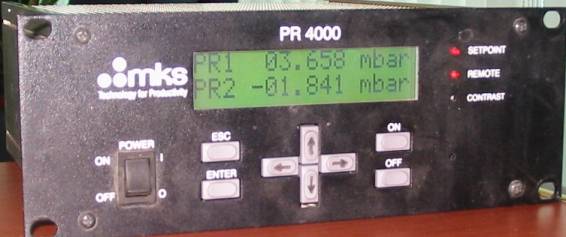 PR 4000
mks
Technology for Productivity
PR1 03.658 mbar
PR2 -01.841 mbar
SETPOINT
REMOTE
CONTRAST
POWER
ON I
OFF O
ESC
ENTER
ON
OFF